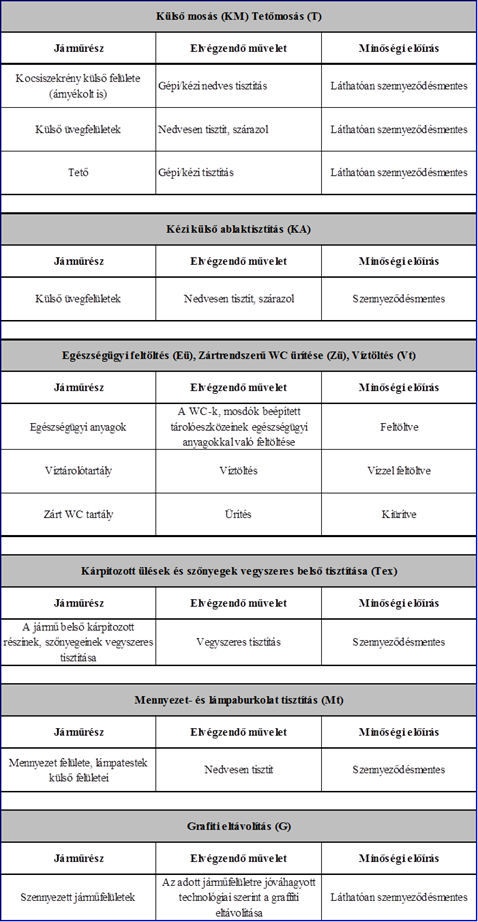 Külső mosás (KM) Tetőmosás (T)
Járműrész Elvégzendő művelet Minőségi előírás
Kocsiszekrény külső felülete
(árnyékolt is) Gépi/kézi nedves tisztítás Láthatóan szennyeződésmentes
Külső üvegfelületek Nedvesen tisztít, szárazol Láthatóan szennyeződésmentes
Tető Gépi/kézi tisztítás Láthatóan szennyeződésmentes
Kézi külső ablaktisztítás (KA)
Járműrész Elvégzendő művelet Minőségi előírás
Külső üvegfelületek Nedvesen tisztít, szárazol Szennyeződésmentes
Egészségügyi feltöltés (Eü), Zártrendszerű WC ürítése (Zü), Víztöltés (Vt)
Járműrész Elvégzendő művelet Minőségi előírás
Egészségügyi anyagok
A WC-k, mosdók beépített
tárolóeszközeinek egészségügyi
anyagokkal való feltöltése
Feltöltve
Víztárolótartály Víztöltés Vízzel feltöltve
Zárt WC tartály Ürítés Kiürítve
Kárpitozott ülések és szőnyegek vegyszeres belső tisztítása (Tex)
Járműrész Elvégzendő művelet Minőségi előírás
A jármű belső kárpitozott
részinek, szőnyegeinek vegyszeres
tisztítása
Vegyszeres tisztítás Szennyeződésmentes
Mennyezet- és lámpaburkolat tisztítás (Mt)
Járműrész Elvégzendő művelet Minőségi előírás
Mennyezet felülete, lámpatestek
külső felületei
Nedvesen tisztít Szennyeződésmentes
Grafiti eltávolítás (G)
Járműrész Elvégzendő művelet Minőségi előírás
Szennyezett járműfelületek
Az adott járműfelületre jóváhagyott
technológiai szerint a graffiti
eltávolítása
Láthatóan szennyeződésmentes